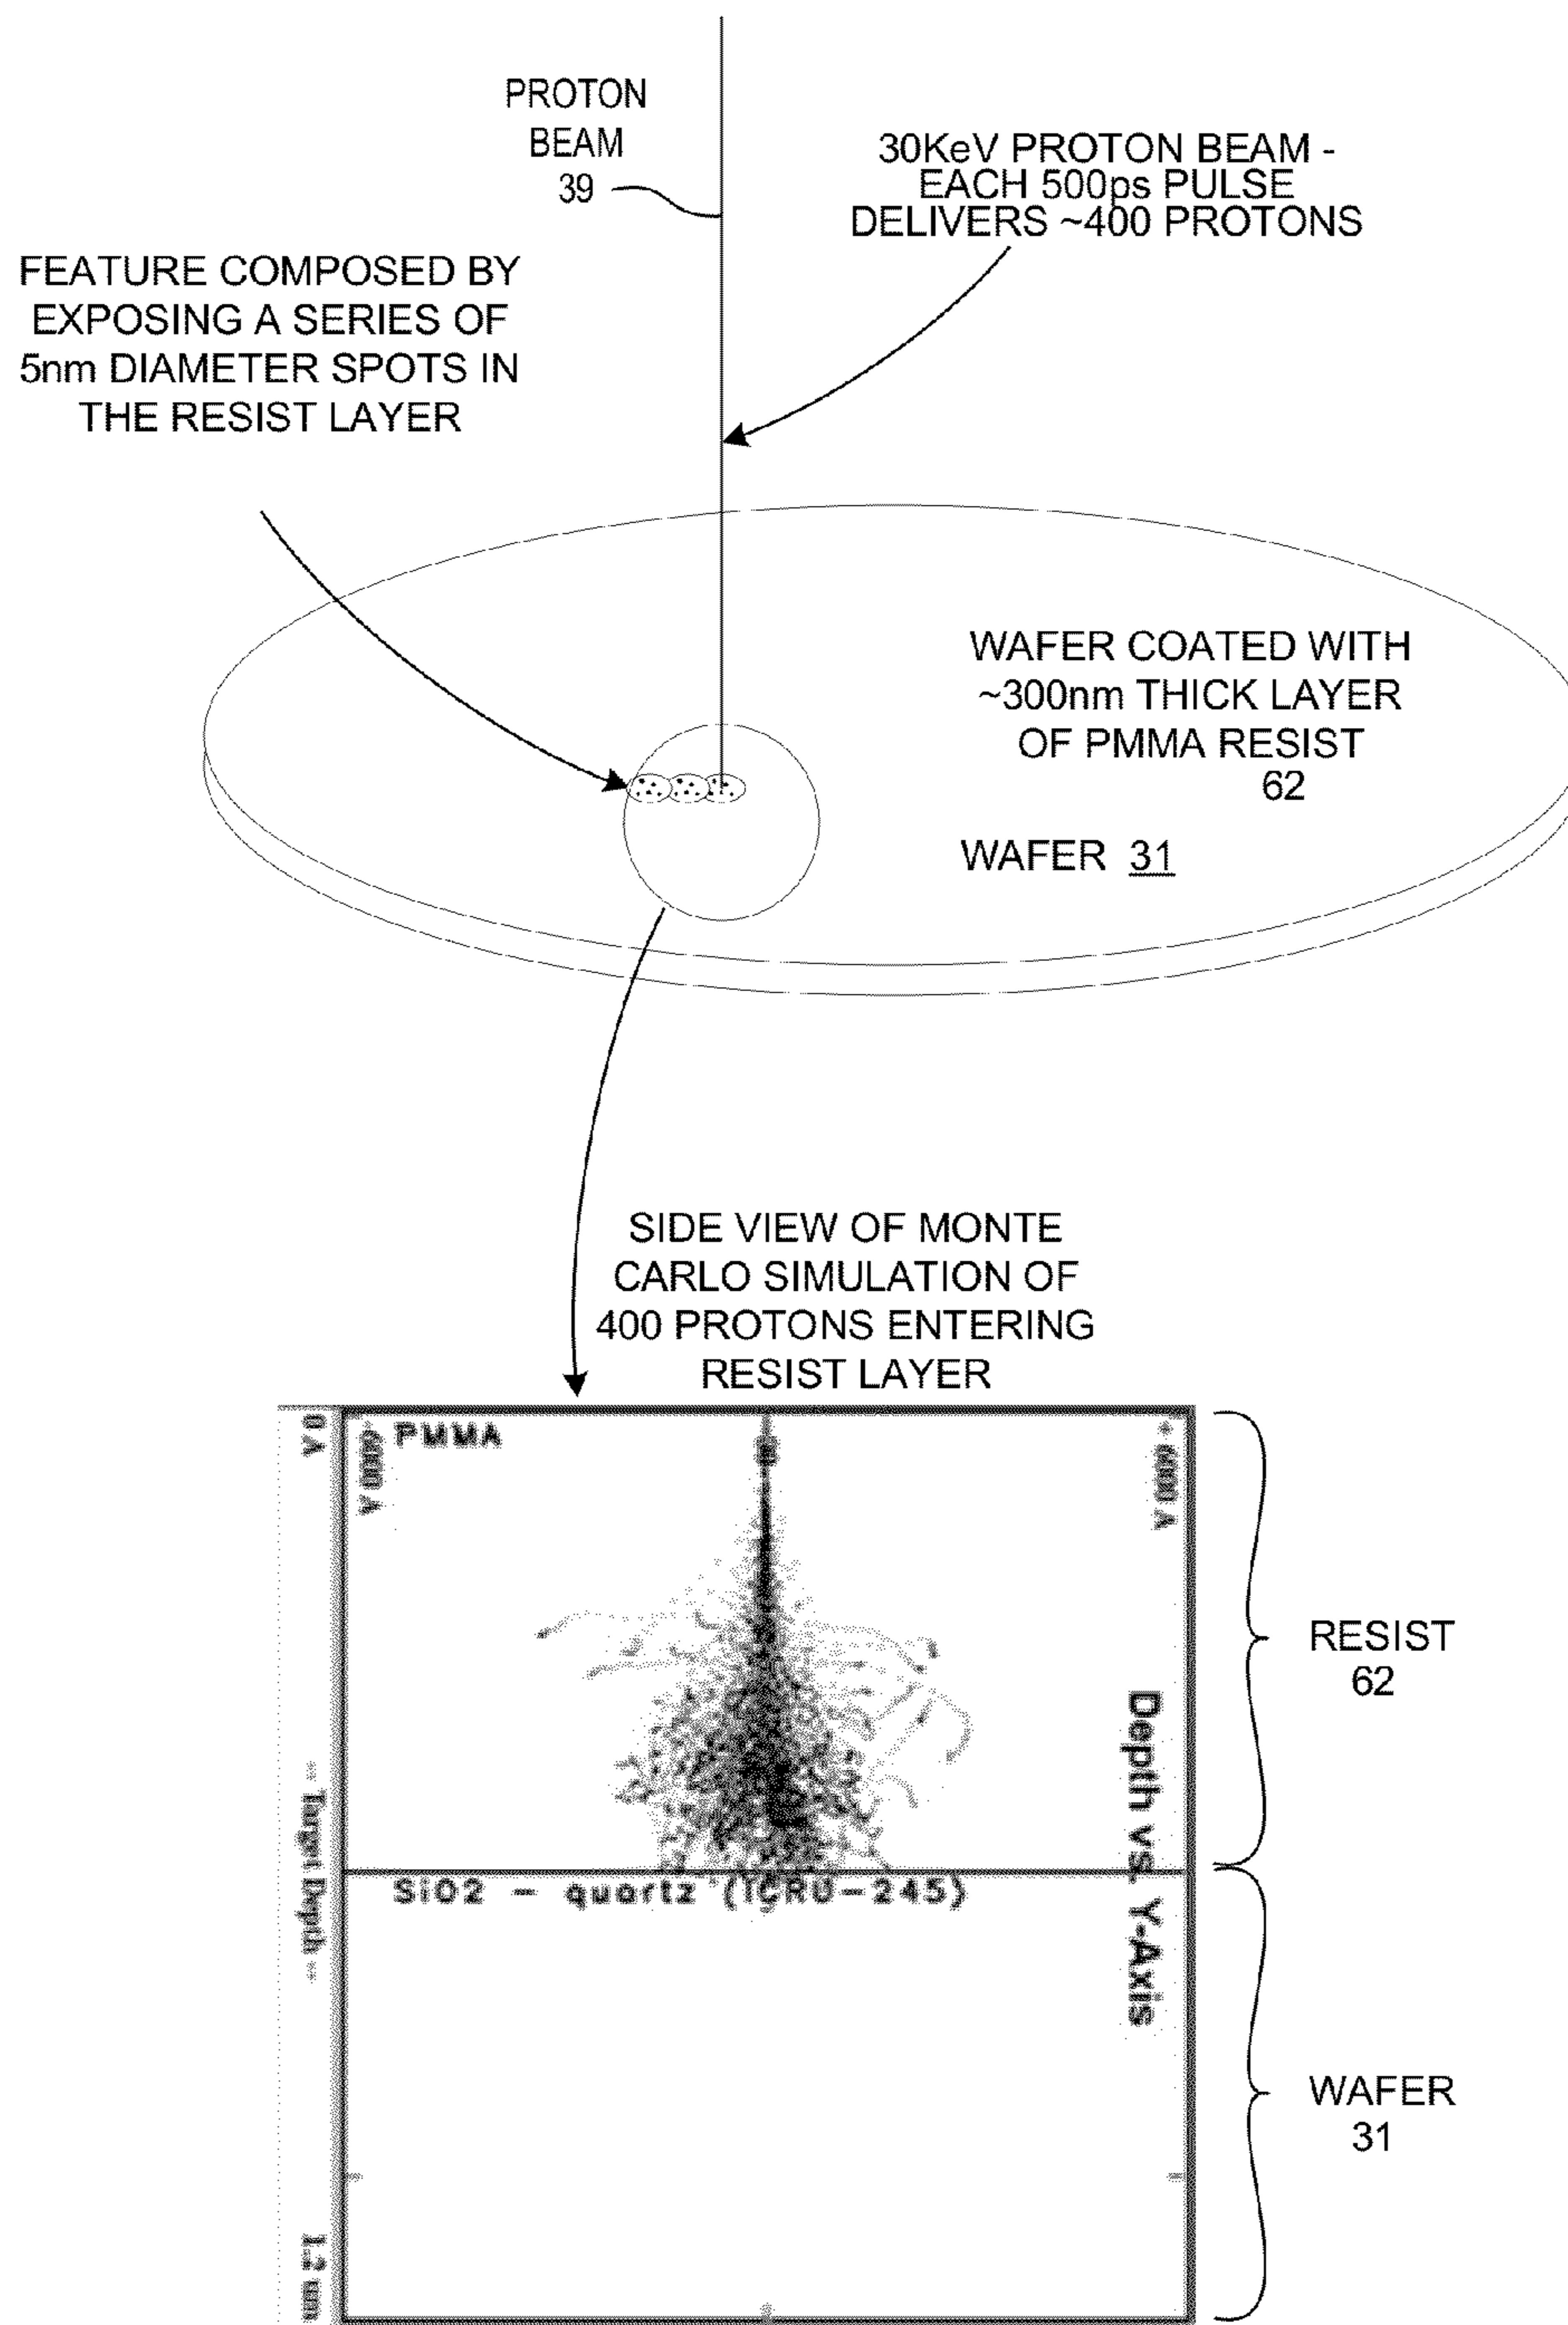 PROTON
BEAM
39
30KeV PROTON BEAM -
EACH 500ps PULSE
DELIVERS ~400 PROTONS
FEATURE COMPOSED BY
EXPOSING A SERIES OF
5nm DIAMETER SPOTS IN
THE RESIST LAYER
WAFER COATED WITH
~300nm THICK LAYER
OF PMMA RESIST
62
WAFER 31
SIDE VIEW OF MONTE
CARLO SIMULATION OF
400 PROTONS ENTERING
RESIST LAYER
0 A
PMMA
+ 600 A
RESIST
62
Depth vs. Y-Axis
SiO2 - quartz (ICRU-245)
Target Depth
WAFER
31